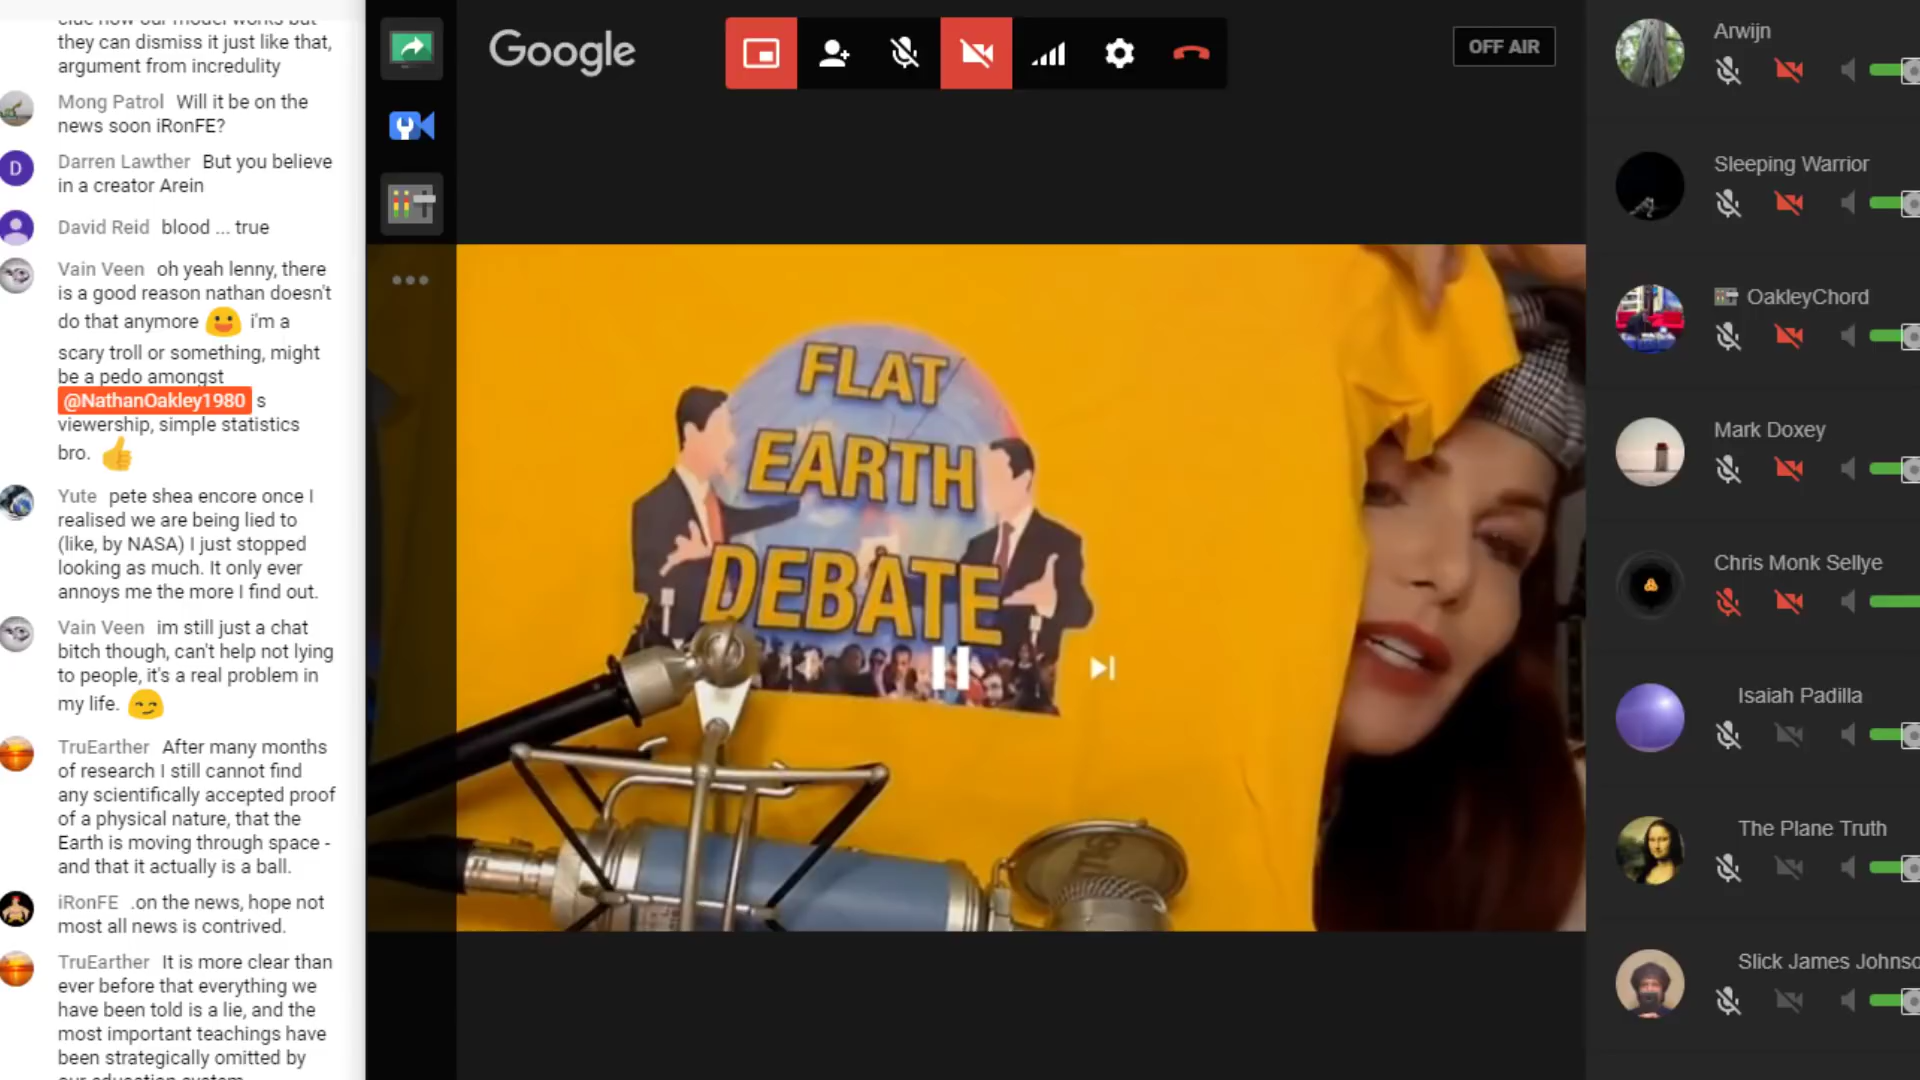 they can dismiss it just like that,
argument from incredulity
Mong Patrol Will it be on the
news soon iRonFE?
D
Darren Lawther But you believe
in a creator Arein
David Reid blood ... true
Vain Veen oh yeah lenny, there
is a good reason nathan doesn't
do that anymore 😀 i'm a
scary troll or something, might
be a pedo amongst
@NathanOakley1980 s
viewership, simple statistics
bro. 👍
Yute pete shea encore once I
realised we are being lied to
(like, by NASA) I just stopped
looking as much. It only ever
annoys me the more I find out.
Vain Veen im still just a chat
bitch though, can't help not lying
to people, it's a real problem in
my life. 😏
TruEarther After many months
of research I still cannot find
any scientifically accepted proof
of a physical nature, that the
Earth is moving through space -
and that it actually is a ball.
iRonFE .on the news, hope not
most all news is contrived.
TruEarther It is more clear than
ever before that everything we
have been told is a lie, and the
most important teachings have
been strategically omitted by
our education system
Google
OFF AIR
FLAT
EARTH
DEBATE
Arwijn
Sleeping Warrior
OakleyChord
Mark Doxey
Chris Monk Sellye
Isaiah Padilla
The Plane Truth
Slick James Johnso